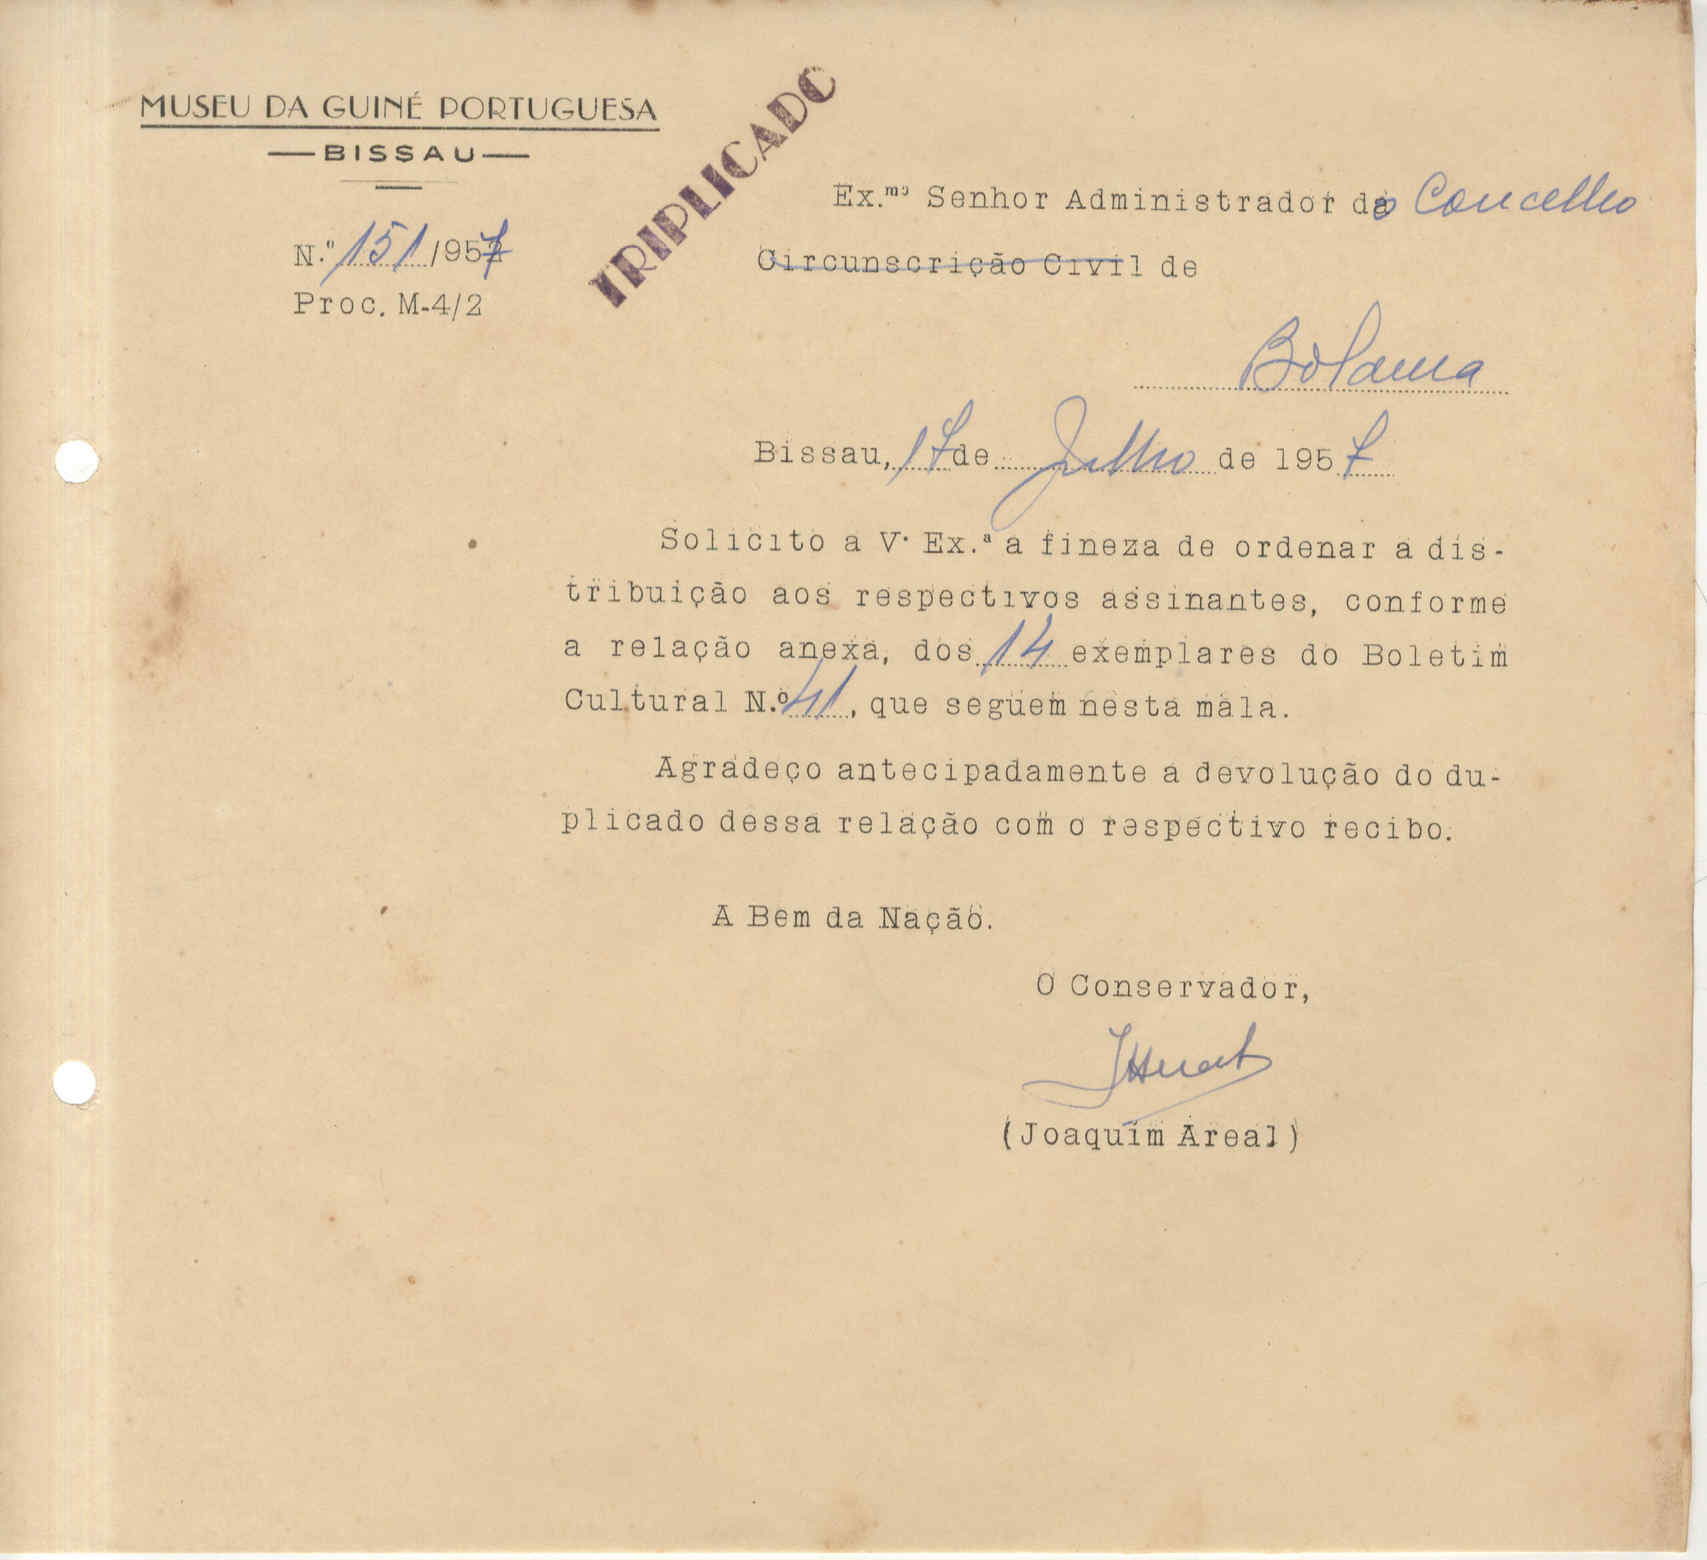 MUSEU DA GUINÉ PORTUGUESA
BISSAU
TRIPLICADO
N.º 151/957
Proc. M-4/2
Ex.mo Senhor Administrador do Concelho
Circunscrição Civil de
Bolama
Bissau, 17 de Julho de 1957
Solicito a V. Ex.ª a fineza de ordenar a dis-
tribuição aos respectivos assinantes, conforme
a relação anexa, dos 14 exemplares do Boletim
Cultural N.º 41, que seguem nesta mala.
Agradeço antecipadamente a devolução do du-
plicado dessa relação com o respectivo recibo.
A Bem da Nação.
O Conservador,
(Joaquim Areal)